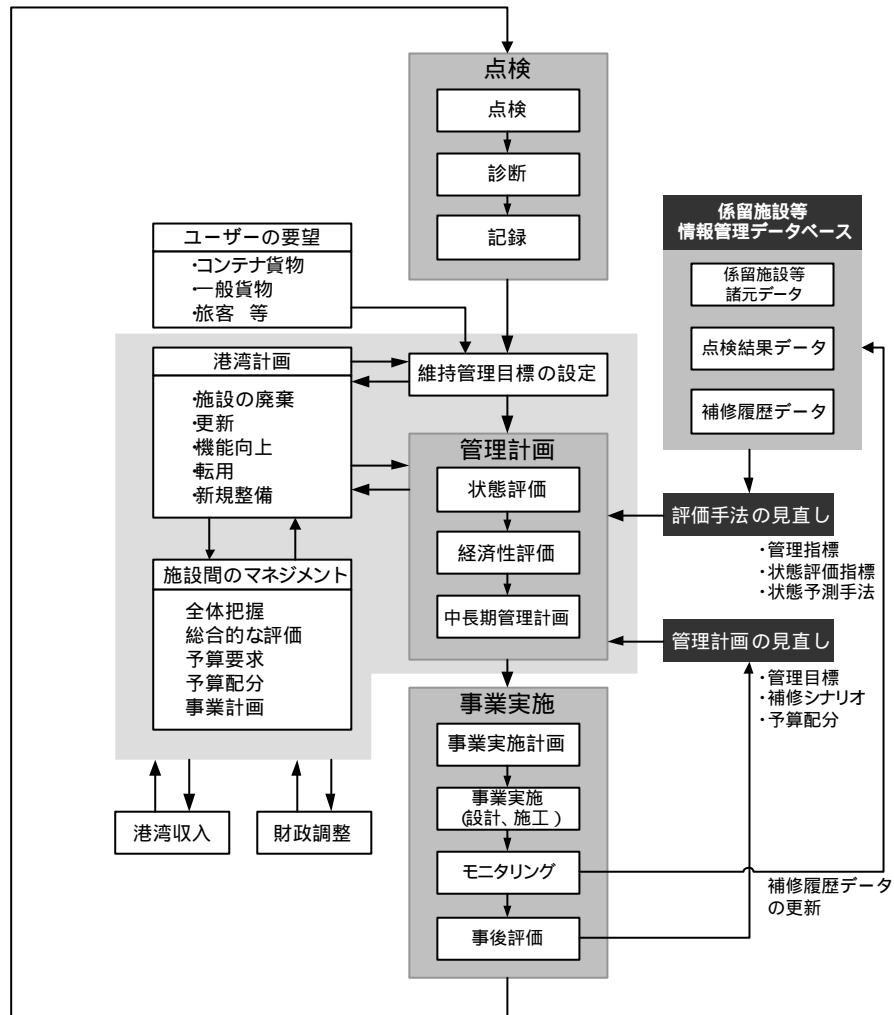 点検
点検
診断
記録
ユーザーの要望
・コンテナ貨物
・一般貨物
・旅客 等
係留施設等
情報管理データベース
係留施設等
諸元データ
点検結果データ
補修履歴データ
港湾計画
・施設の廃棄
・更新
・機能向上
・転用
・新規整備
維持管理目標の設定
管理計画
状態評価
経済性評価
中長期管理計画
評価手法の見直し
・管理指標
・状態評価指標
・状態予測手法
施設間のマネジメント
全体把握
総合的な評価
予算要求
予算配分
事業計画
管理計画の見直し
・管理目標
・補修シナリオ
・予算配分
事業実施
事業実施計画
事業実施
(設計、施工)
モニタリング
事後評価
港湾収入
財政調整
補修履歴データ
の更新